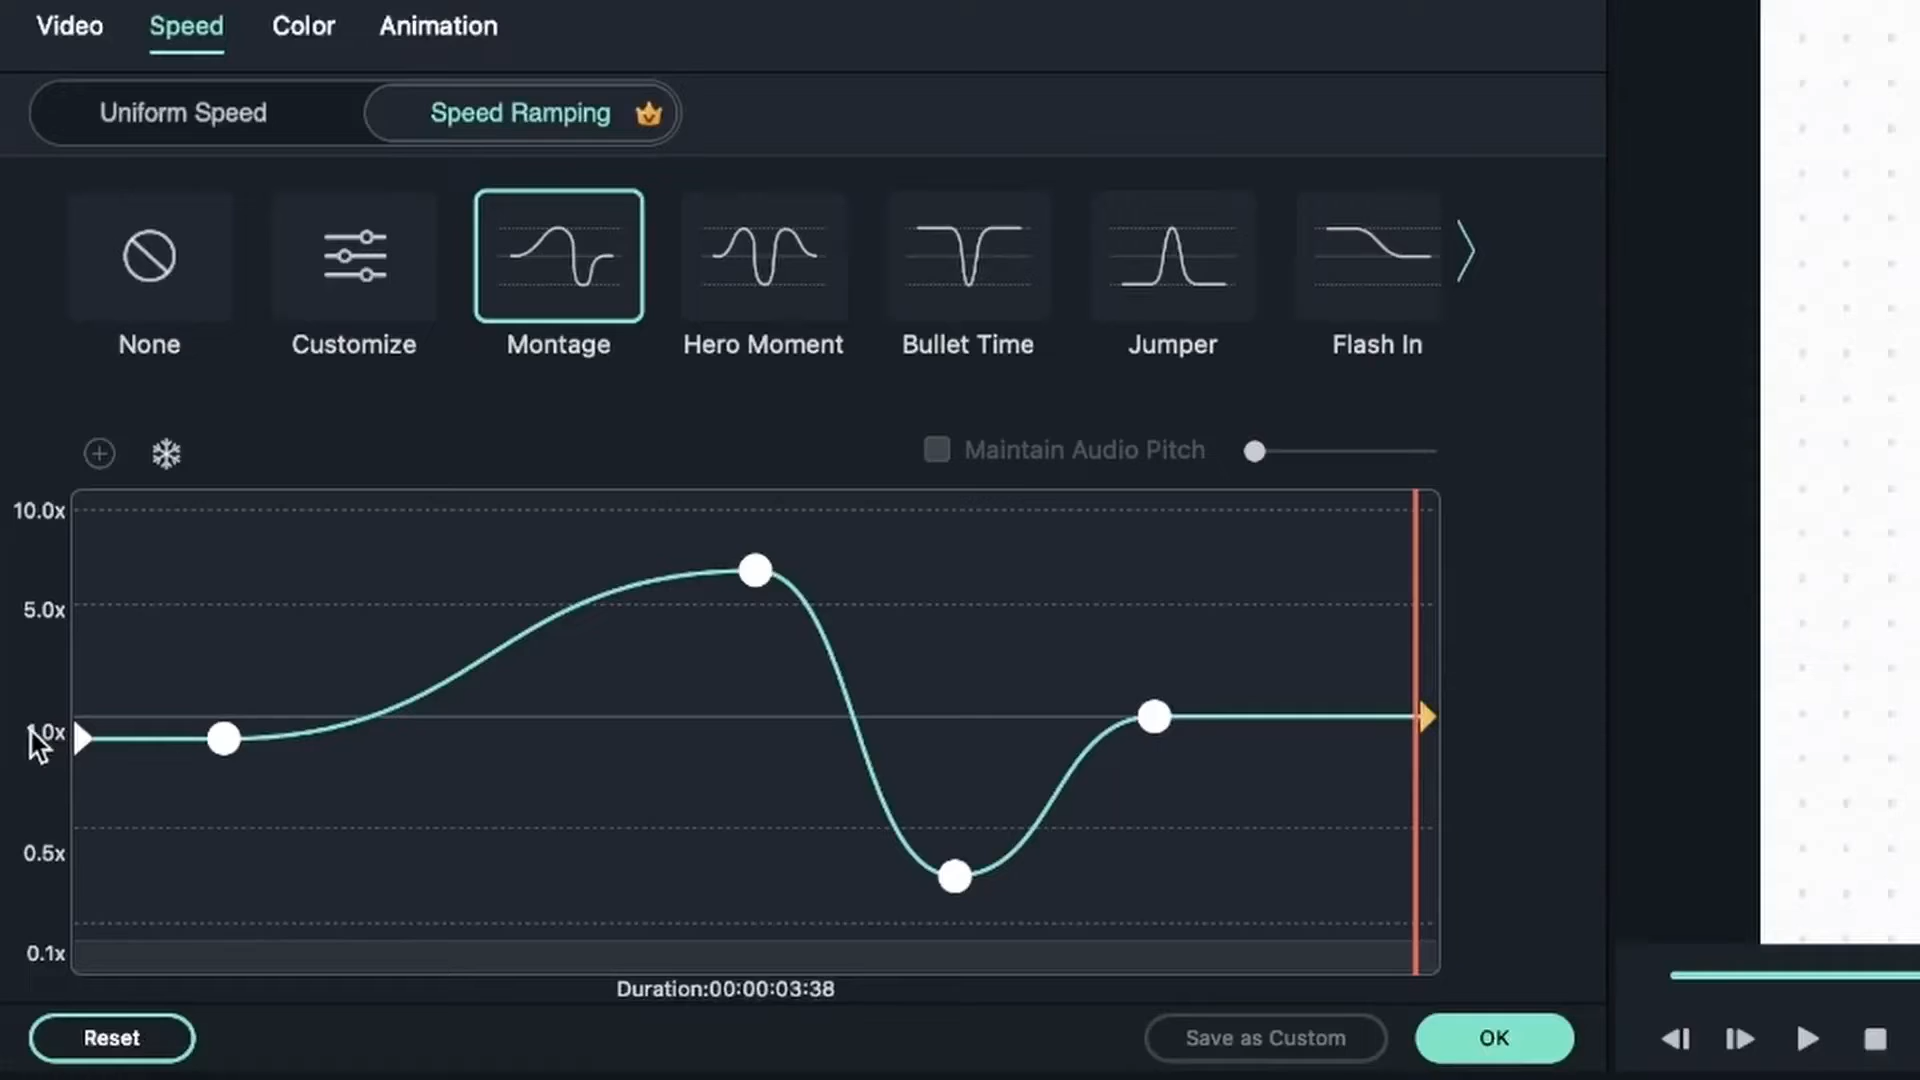 Video Speed Color Animation
Uniform Speed Speed Ramping
None Customize Montage Hero Moment Bullet Time Jumper Flash In
Maintain Audio Pitch
10.0x
5.0x
1.0x
0.5x
0.1x
Duration:00:00:03:38
Reset Save as Custom OK